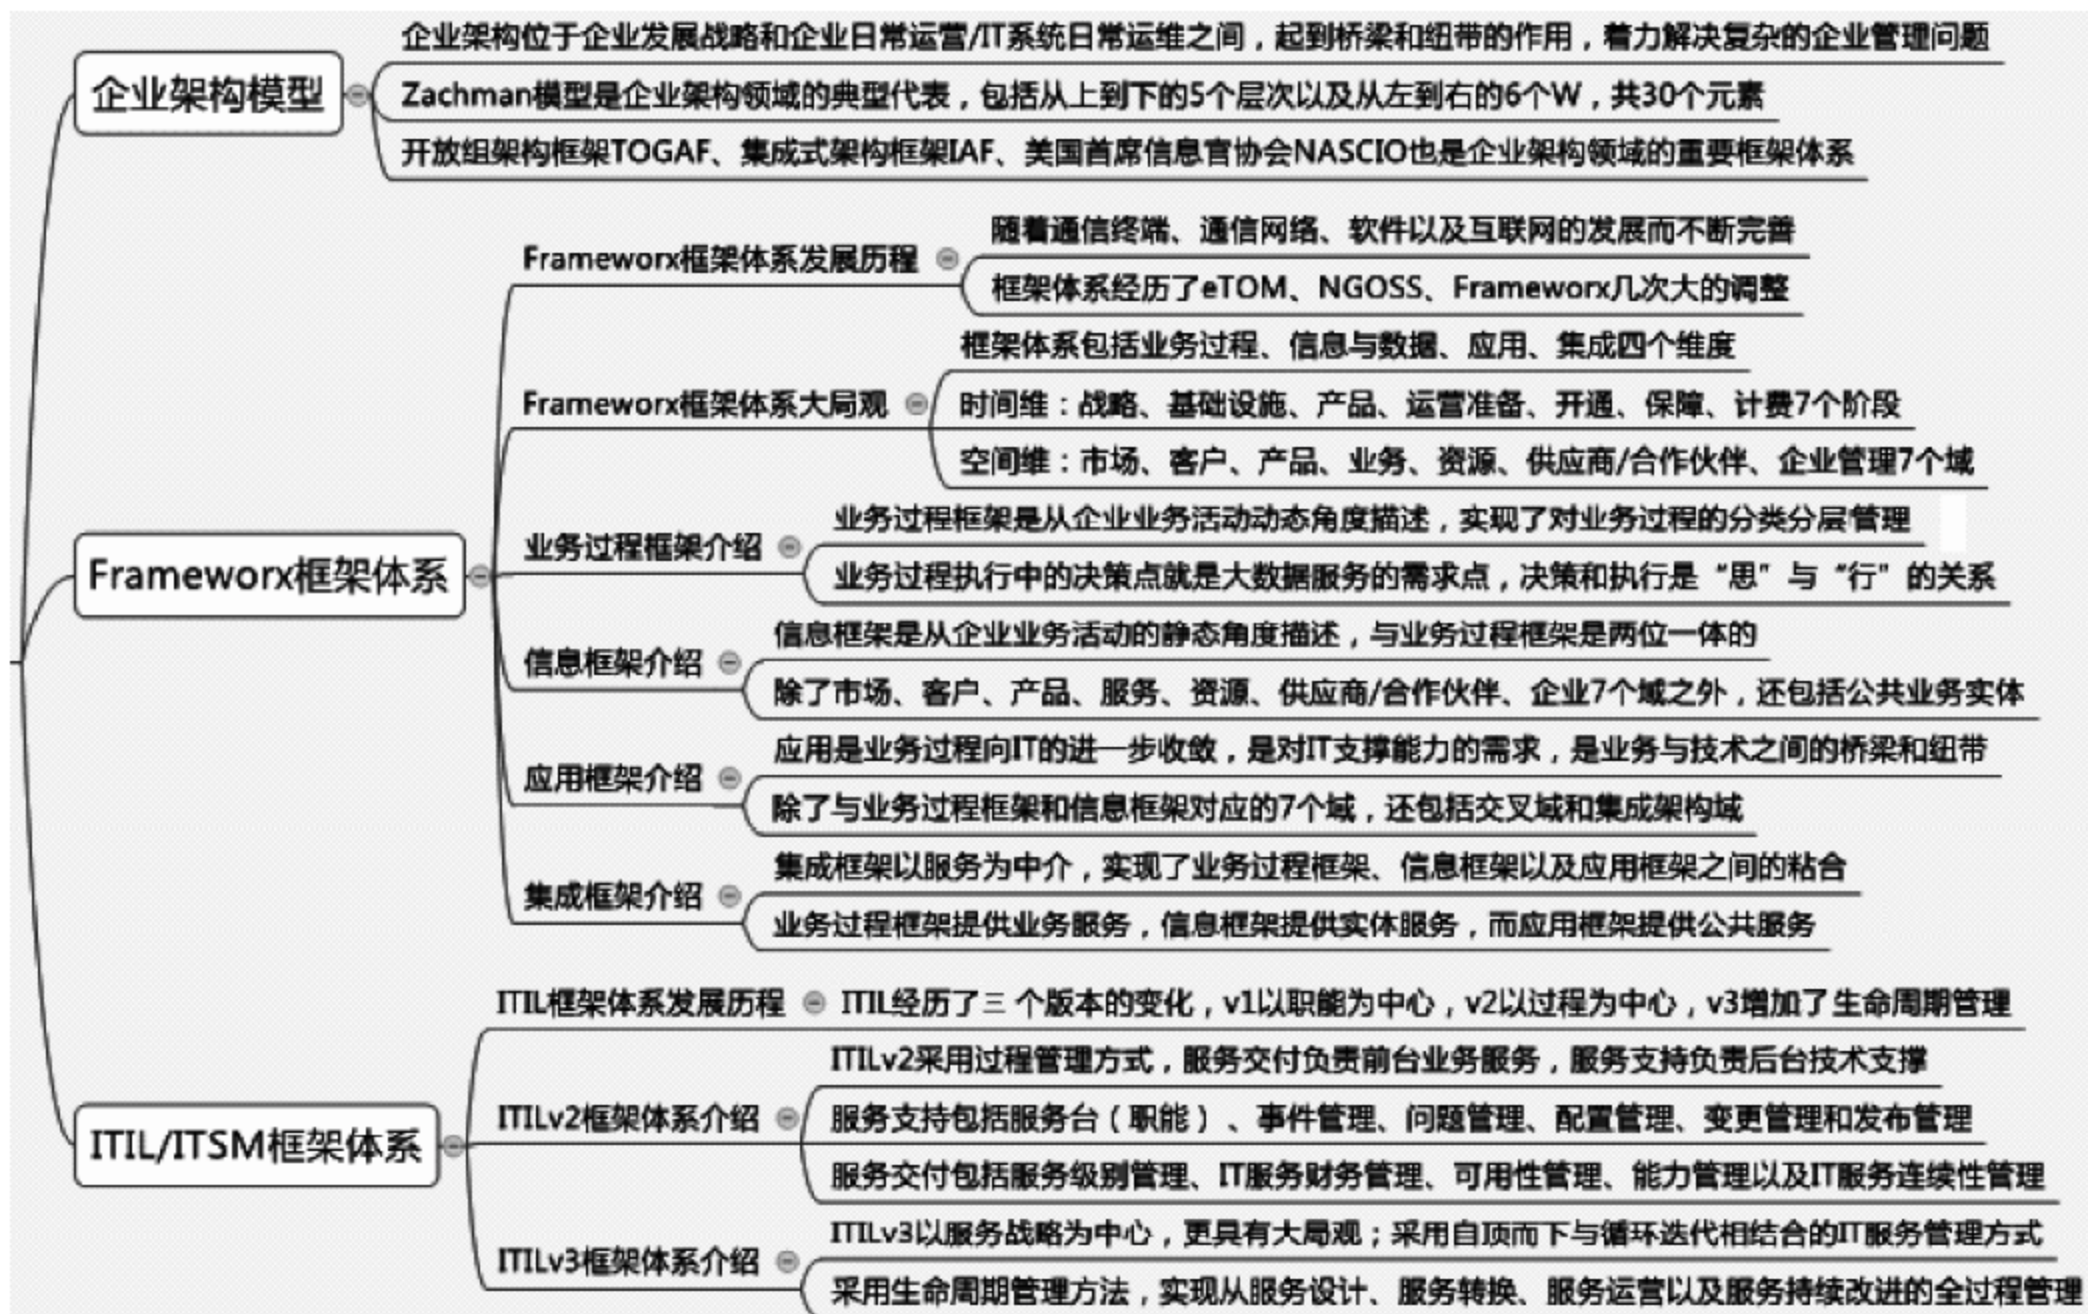 企业架构模型
企业架构位于企业发展战略和企业日常运营/IT系统日常运维之间，起到桥梁和纽带的作用，着力解决复杂的企业管理问题
Zachman模型是企业架构领域的典型代表，包括从上到下的5个层次以及从左到右的6个W，共30个元素
开放组架构框架TOGAF、集成式架构框架IAF、美国首席信息官协会NASCIO也是企业架构领域的重要框架体系
Frameworx框架体系
Frameworx框架体系发展历程
随着通信终端、通信网络、软件以及互联网的发展而不断完善
框架体系经历了eTOM、NGOSS、Frameworx几次大的调整
Frameworx框架体系大局观
框架体系包括业务过程、信息与数据、应用、集成四个维度
时间维：战略、基础设施、产品、运营准备、开通、保障、计费7个阶段
空间维：市场、客户、产品、业务、资源、供应商/合作伙伴、企业管理7个域
业务过程框架介绍
业务过程框架是从企业业务活动动态角度描述，实现了对业务过程的分类分层管理
业务过程执行中的决策点就是大数据服务的需求点，决策和执行是“思”与“行”的关系
信息框架介绍
信息框架是从企业业务活动的静态角度描述，与业务过程框架是两位一体的
除了市场、客户、产品、服务、资源、供应商/合作伙伴、企业7个域之外，还包括公共业务实体
应用框架介绍
应用是业务过程向IT的进一步收敛，是对IT支撑能力的需求，是业务与技术之间的桥梁和纽带
除了与业务过程框架和信息框架对应的7个域，还包括交叉域和集成架构域
集成框架介绍
集成框架以服务为中介，实现了业务过程框架、信息框架以及应用框架之间的粘合
业务过程框架提供业务服务，信息框架提供实体服务，而应用框架提供公共服务
ITIL/ITSM框架体系
ITIL框架体系发展历程
ITIL经历了三 个版本的变化，v1以职能为中心，v2以过程为中心，v3增加了生命周期管理
ITILv2框架体系介绍
ITILv2采用过程管理方式，服务交付负责前台业务服务，服务支持负责后台技术支撑
服务支持包括服务台（职能）、事件管理、问题管理、配置管理、变更管理和发布管理
服务交付包括服务级别管理、IT服务财务管理、可用性管理、能力管理以及IT服务连续性管理
ITILv3框架体系介绍
ITILv3以服务战略为中心，更具有大局观；采用自顶而下与循环迭代相结合的IT服务管理方式
采用生命周期管理方法，实现从服务设计、服务转换、服务运营以及服务持续改进的全过程管理